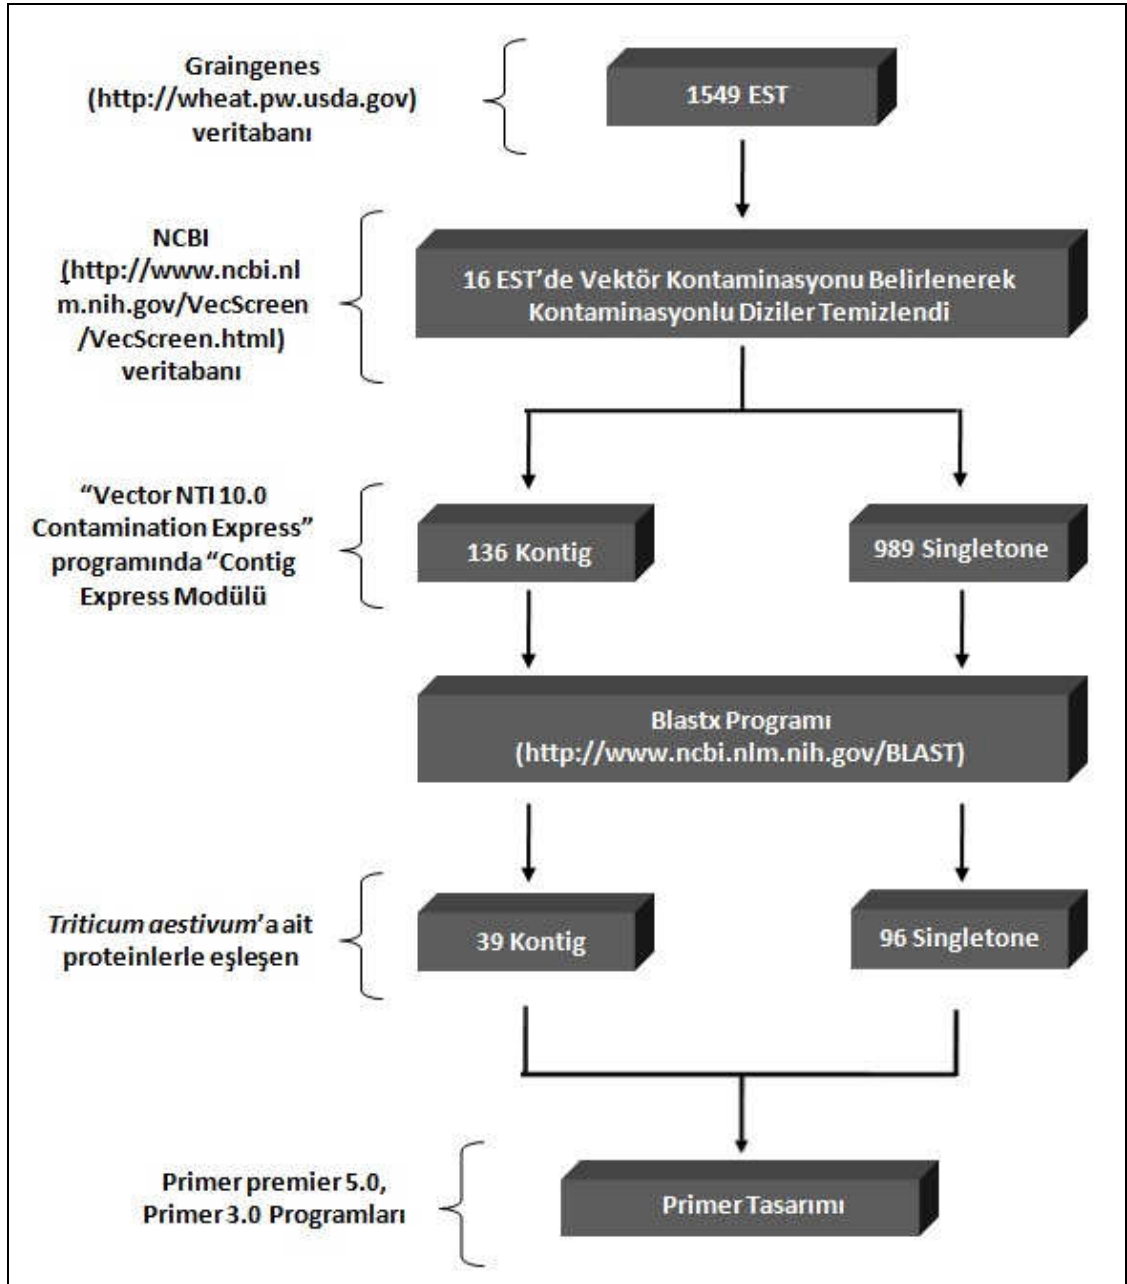 Graingenes
(http://wheat.pw.usda.gov)
veritabanı
1549 EST
NCBI
(http://www.ncbi.nl
m.nih.gov/VecScreen
/VecScreen.html)
veritabanı
16 EST’de Vektör Kontaminasyonu Belirlenerek
Kontaminasyonlu Diziler Temizlendi
“Vector NTI 10.0
Contamination Express”
programında “Contig
Express Modülü
136 Kontig
989 Singletone
Blastx Programı
(http://www.ncbi.nlm.nih.gov/BLAST)
Triticum aestivum’a ait
proteinlerle eşleşen
39 Kontig
96 Singletone
Primer premier 5.0,
Primer 3.0 Programları
Primer Tasarımı